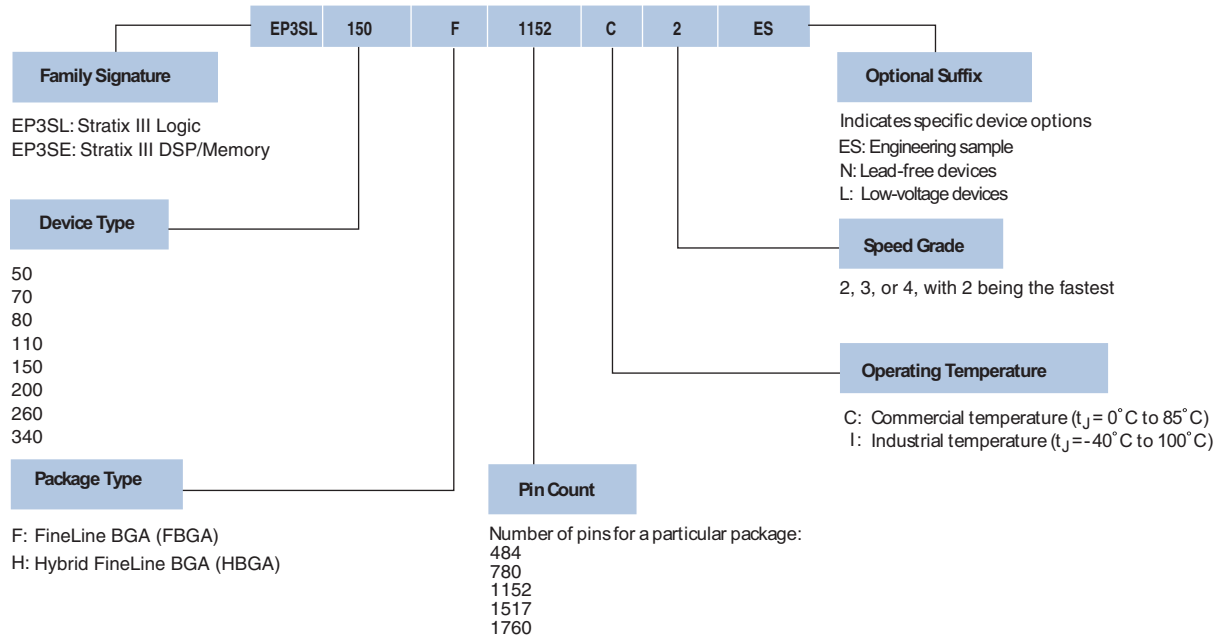 EP3SL 150 F 1152 C 2 ES
Family Signature
EP3SL: Stratix III Logic
EP3SE: Stratix III DSP/Memory
Optional Suffix
Indicates specific device options
ES: Engineering sample
N: Lead-free devices
L: Low-voltage devices
Device Type
50
70
80
110
150
200
260
340
Speed Grade
2, 3, or 4, with 2 being the fastest
Operating Temperature
C: Commercial temperature (tJ = 0˚C to 85˚C)
I: Industrial temperature (tJ = -40˚C to 100˚C)
Package Type
F: FineLine BGA (FBGA)
H: Hybrid FineLine BGA (HBGA)
Pin Count
Number of pins for a particular package:
484
780
1152
1517
1760